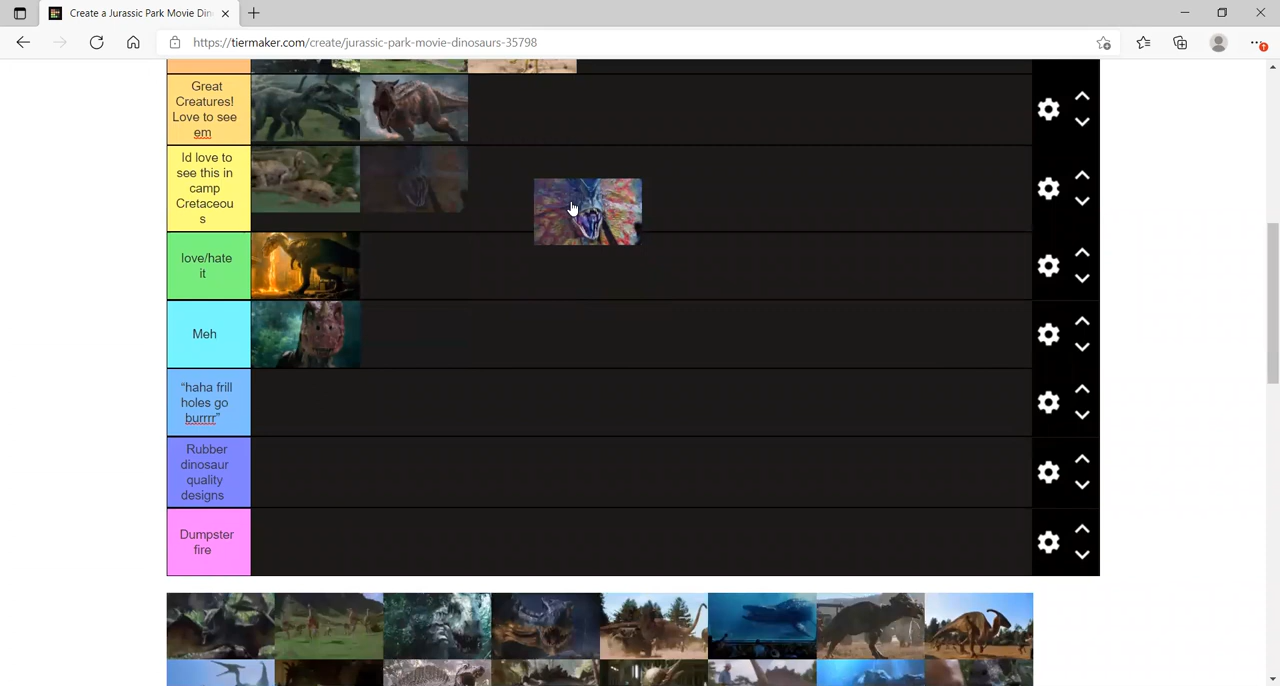 Create a Jurassic Park Movie Din
https://tiermaker.com/create/jurassic-park-movie-dinosaurs-35798
Great
Creatures!
Love to see
em
Id love to
see this in
camp
Cretaceou
s
love/hate
it
Meh
“haha frill
holes go
burrrr”
Rubber
dinosaur
quality
designs
Dumpster
fire